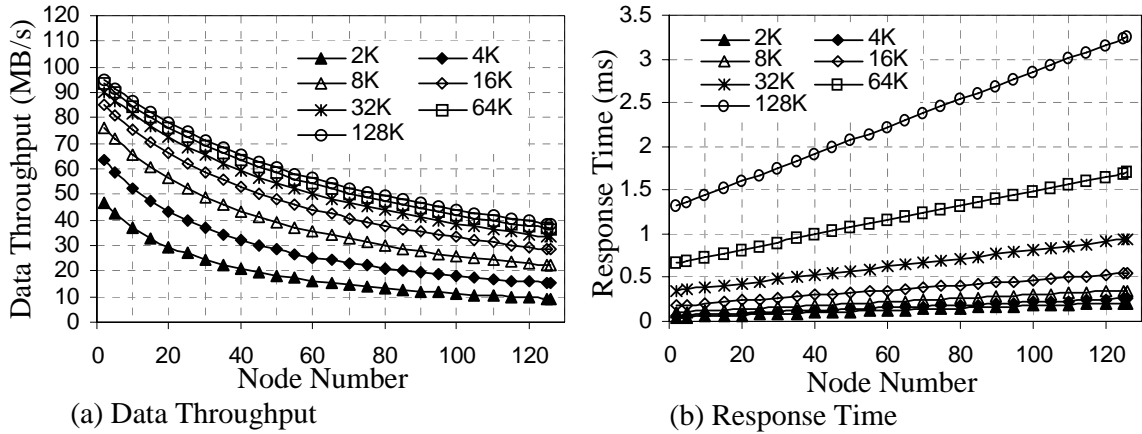 120
110
100
90
80
70
60
50
40
30
20
10
0
Data Throughput (MB/s)
2K 4K
8K 16K
32K 64K
128K
0 20 40 60 80 100 120
Node Number
(a) Data Throughput
3.5
3
2.5
2
1.5
1
0.5
0
Response Time (ms)
2K 4K
8K 16K
32K 64K
128K
0 20 40 60 80 100 120
Node Number
(b) Response Time